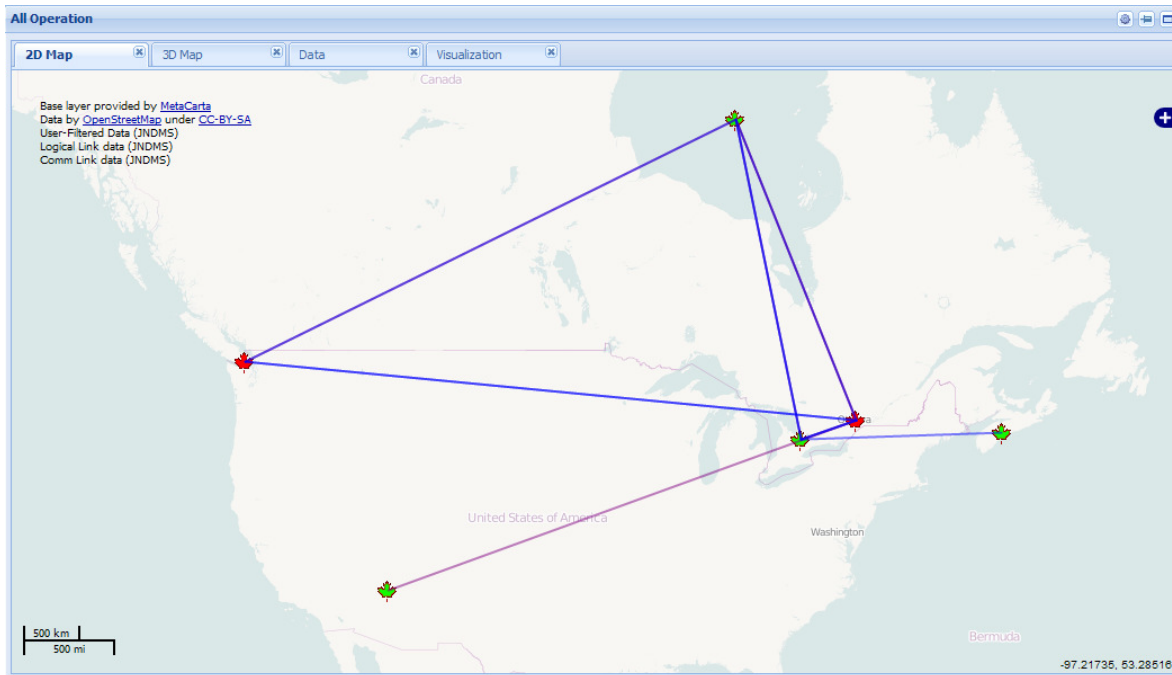 All Operation
2D Map
3D Map
Data
Visualization
Canada
Base layer provided by MetaCarta
Data by OpenStreetMap under CC-BY-SA
User-Filtered Data (JNDMS)
Logical Link data (JNDMS)
Comm Link data (JNDMS)
United States of America
Washington
500 km
500 mi
Bermuda
-97.21735, 53.28516